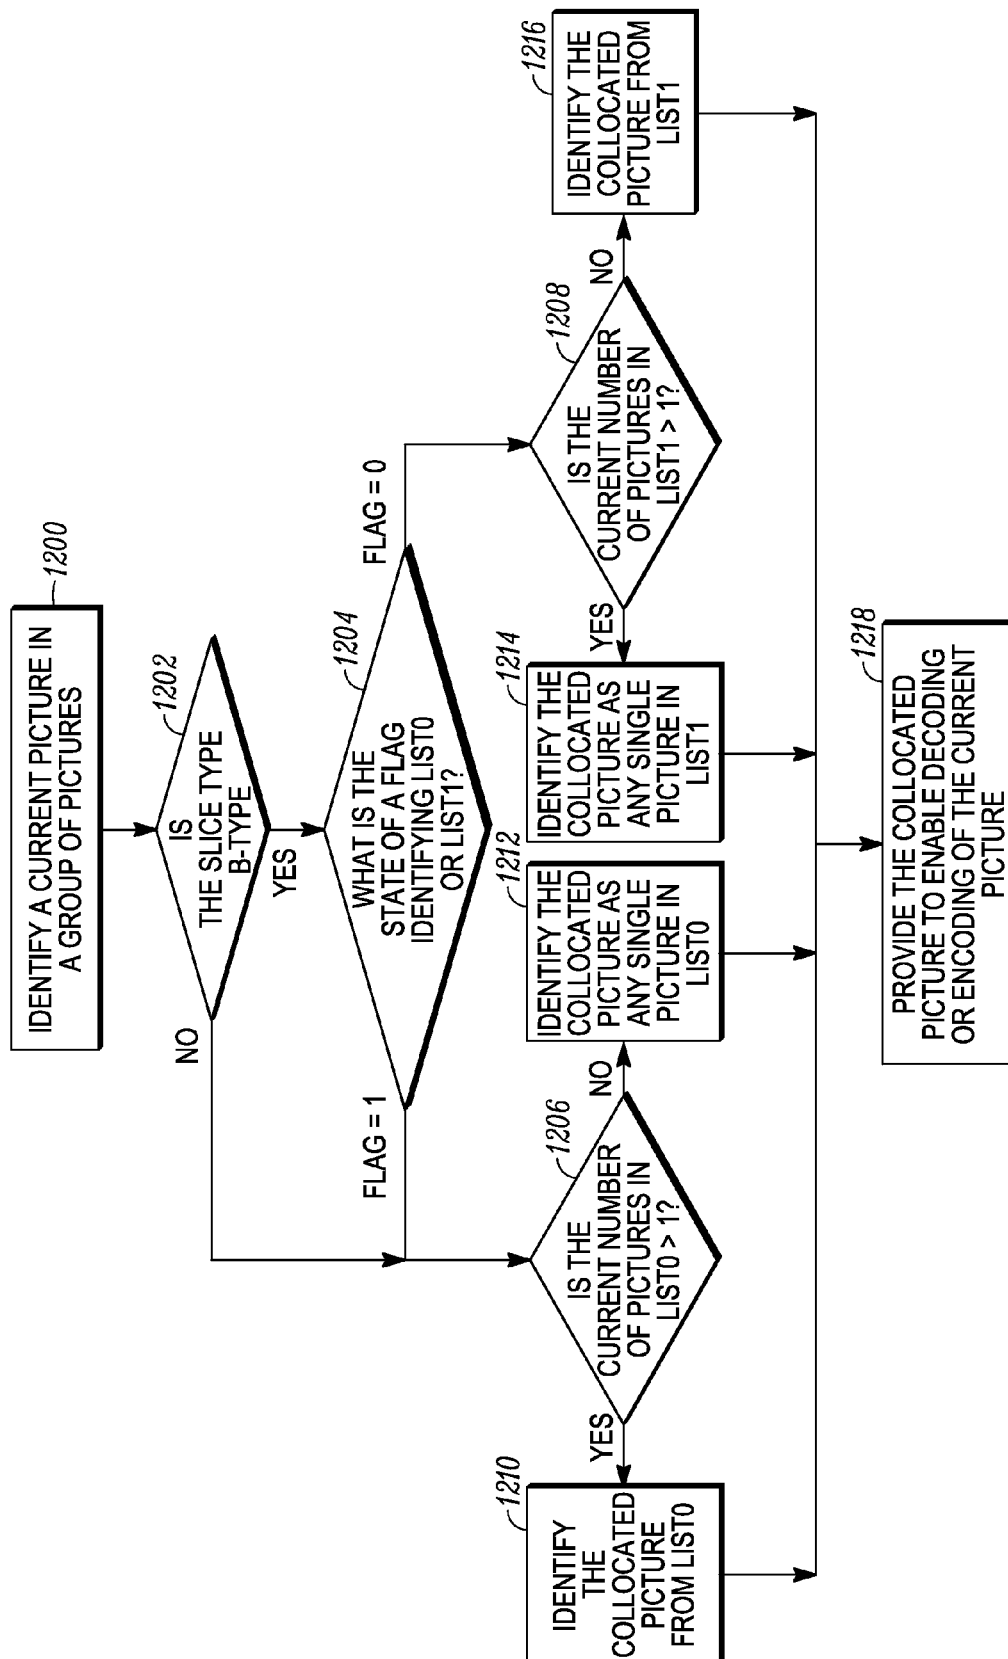 IDENTIFY A CURRENT PICTURE IN
A GROUP OF PICTURES
1200
IS
THE SLICE TYPE
B-TYPE
1202
NO
YES
WHAT IS THE
STATE OF A FLAG
IDENTIFYING LIST0
OR LIST1?
1204
FLAG = 1
FLAG = 0
IS THE
CURRENT NUMBER
OF PICTURES IN
LIST0 > 1?
1206
YES
NO
IS THE
CURRENT NUMBER
OF PICTURES IN
LIST1 > 1?
1208
YES
NO
1210
IDENTIFY
THE
COLLOCATED
PICTURE
FROM LIST0
1212
IDENTIFY THE
COLLOCATED
PICTURE AS
ANY SINGLE
PICTURE IN
LIST0
1214
IDENTIFY THE
COLLOCATED
PICTURE AS
ANY SINGLE
PICTURE IN
LIST1
1216
IDENTIFY THE
COLLOCATED
PICTURE FROM
LIST1
1218
PROVIDE THE COLLOCATED
PICTURE TO ENABLE DECODING
OR ENCODING OF THE CURRENT
PICTURE